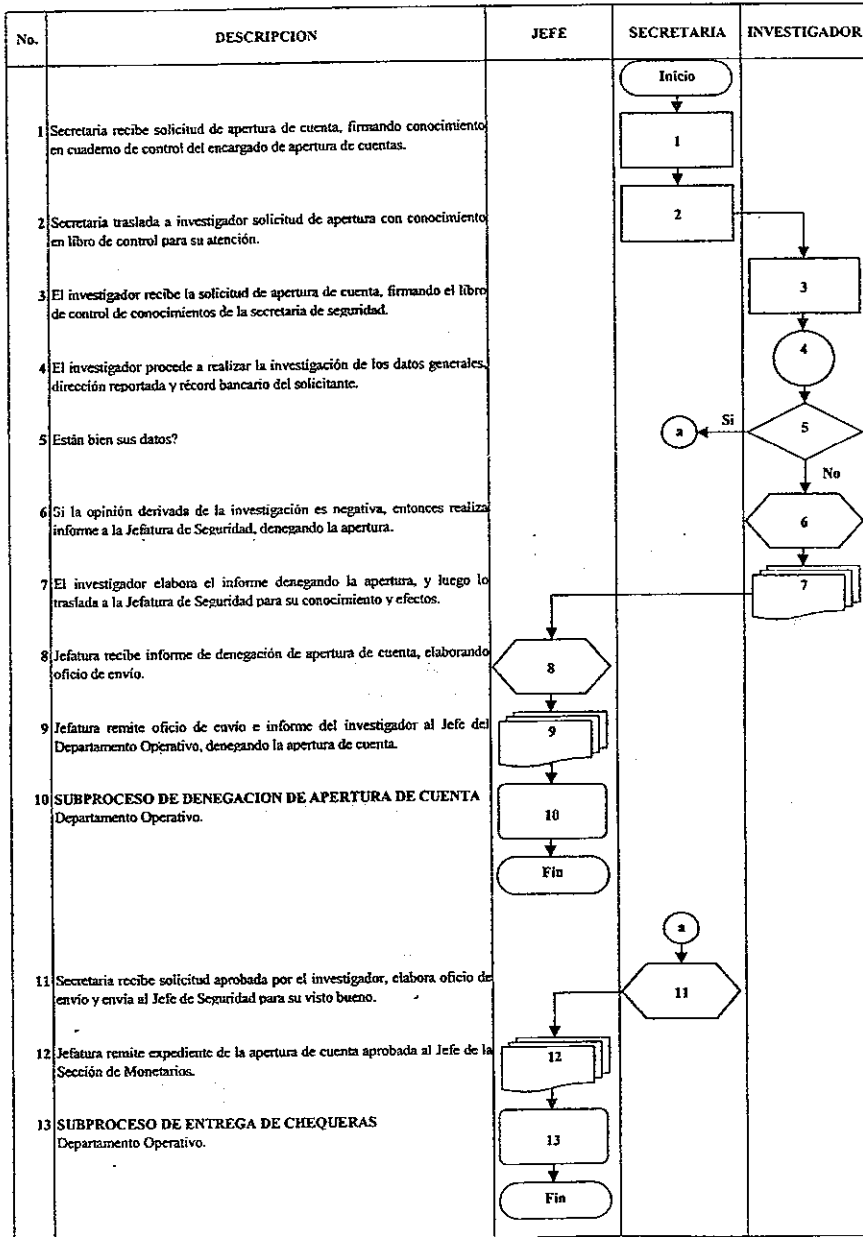 No. DESCRIPCION JEFE SECRETARIA INVESTIGADOR
Inicio
1 Secretaria recibe solicitud de apertura de cuenta, firmando conocimiento
en cuaderno de control del encargado de apertura de cuentas.
1
2 Secretaria traslada a investigador solicitud de apertura con conocimiento
en libro de control para su atención.
2
3 El investigador recibe la solicitud de apertura de cuenta, firmando el libro
de control de conocimientos de la secretaria de seguridad.
3
4 El investigador procede a realizar la investigación de los datos generales,
dirección reportada y récord bancario del solicitante.
4
5 Están bien sus datos?
a Si 5
No
6 Si la opinión derivada de la investigación es negativa, entonces realiza
informe a la Jefatura de Seguridad, denegando la apertura.
6
7 El investigador elabora el informe denegando la apertura, y luego lo
traslada a la Jefatura de Seguridad para su conocimiento y efectos.
7
8 Jefatura recibe informe de denegación de apertura de cuenta, elaborando
oficio de envío.
8
9 Jefatura remite oficio de envío e informe del investigador al Jefe del
Departamento Operativo, denegando la apertura de cuenta.
9
10 SUBPROCESO DE DENEGACION DE APERTURA DE CUENTA
Departamento Operativo.
10
Fin
a
11 Secretaria recibe solicitud aprobada por el investigador, elabora oficio de
envío y envia al Jefe de Seguridad para su visto bueno.
11
12 Jefatura remite expediente de la apertura de cuenta aprobada al Jefe de la
Sección de Monetarios.
12
13 SUBPROCESO DE ENTREGA DE CHEQUERAS
Departamento Operativo.
13
Fin